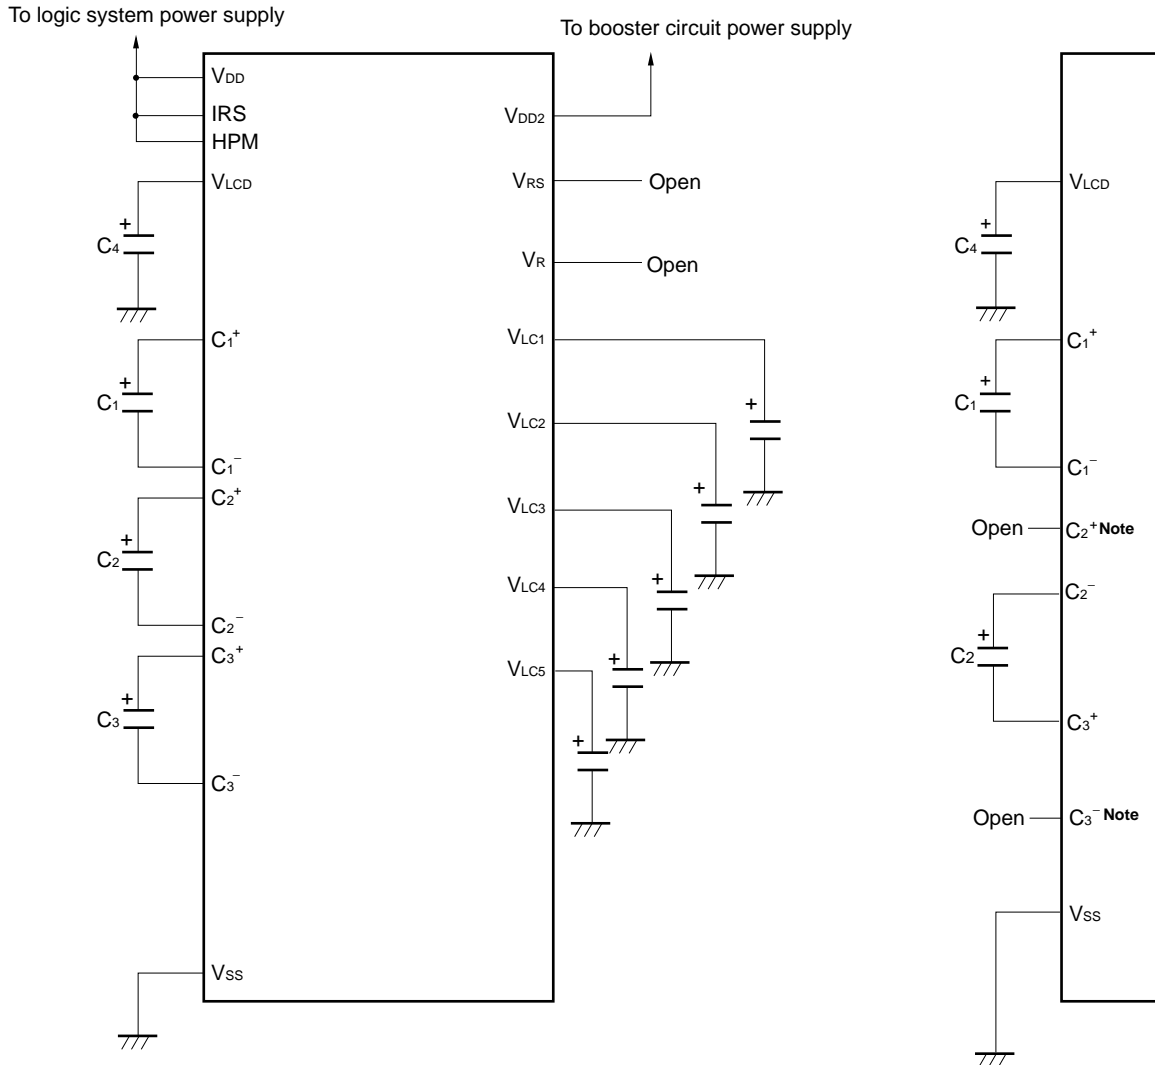 To logic system power supply
To booster circuit power supply
VDD
IRS
HPM
VLCD
+
C4
C1+
+
C1
C1−
C2+
+
C2
C2−
C3+
+
C3
C3−
VSS
VDD2
VRS
Open
VR
Open
VLC1
+
VLC2
+
VLC3
+
VLC4
+
VLC5
+
VLCD
+
C4
C1+
+
C1
C1−
Open
C2+ Note
C2−
+
C2
C3+
Open
C3− Note
VSS